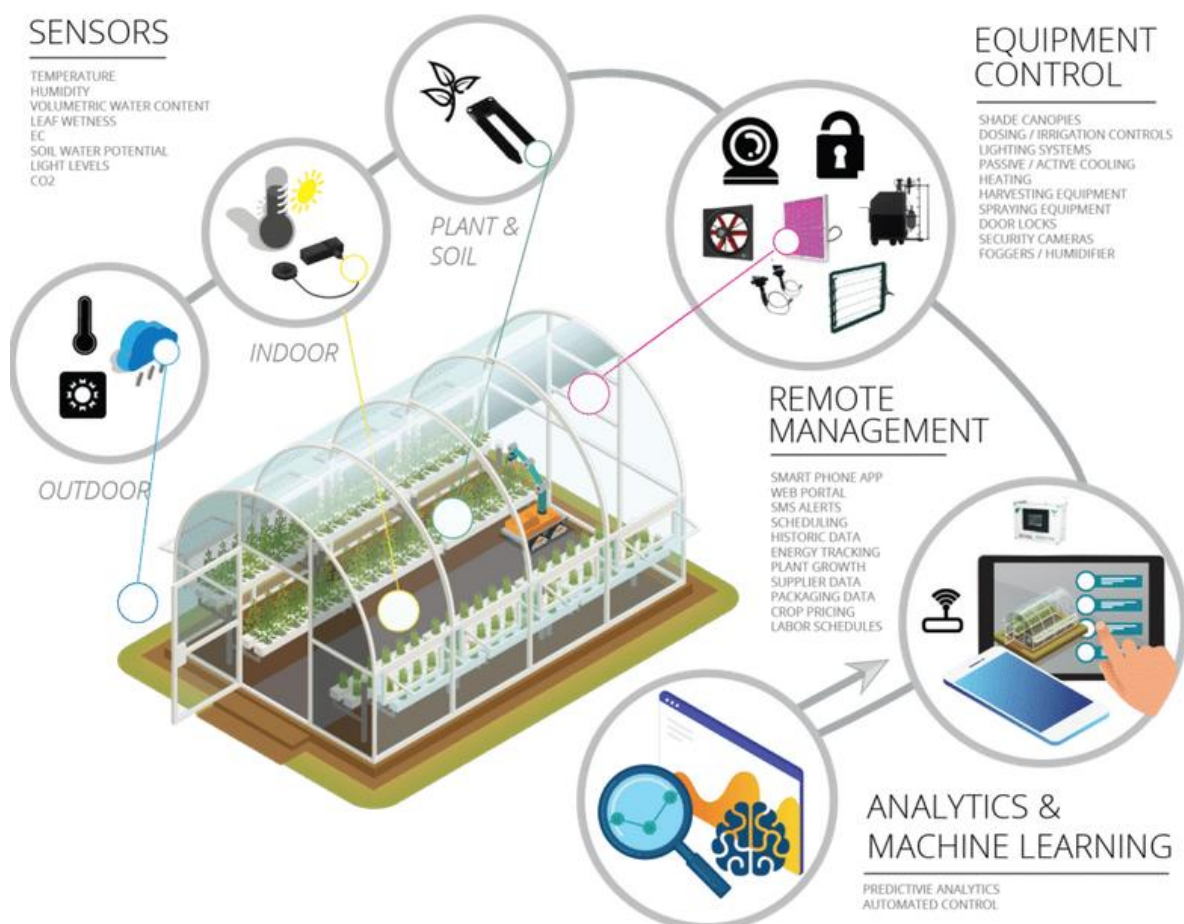 SENSORS
TEMPERATURE
HUMIDITY
VOLUMETRIC WATER CONTENT
LEAF WETNESS
EC
SOIL WATER POTENTIAL
LIGHT LEVELS
CO2
OUTDOOR
INDOOR
PLANT &
SOIL
EQUIPMENT
CONTROL
SHADE CANOPIES
DOSING / IRRIGATION CONTROLS
LIGHTING SYSTEMS
PASSIVE / ACTIVE COOLING
HEATING
HARVESTING EQUIPMENT
SPRAYING EQUIPMENT
DOOR LOCKS
SECURITY CAMERAS
FOGGERS / HUMIDIFIER
REMOTE
MANAGEMENT
SMART PHONE APP
WEB PORTAL
SMS ALERTS
SCHEDULING
HISTORIC DATA
ENERGY TRACKING
PLANT GROWTH
SUPPLIER DATA
PACKAGING DATA
CROP PRICING
LABOR SCHEDULES
ANALYTICS &
MACHINE LEARNING
PREDICTIVIE ANALYTICS
AUTOMATED CONTROL